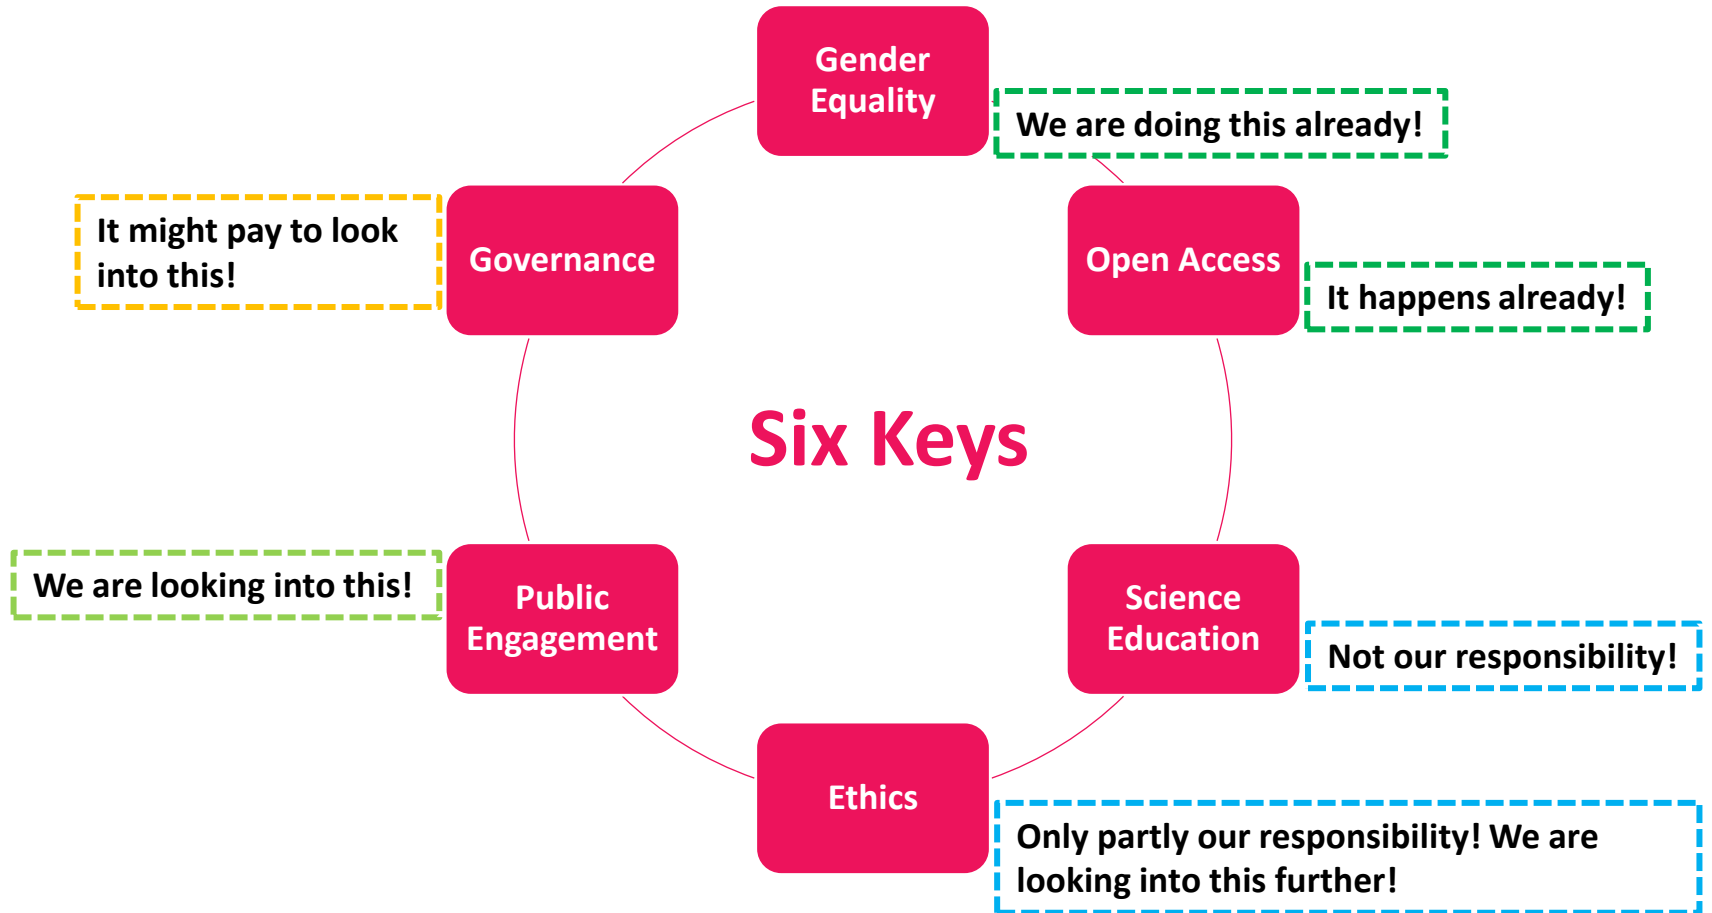 Gender
Equality
We are doing this already!
It might pay to look
into this!
Governance
Open Access
It happens already!
Six Keys
We are looking into this!
Public
Engagement
Science
Education
Not our responsibility!
Ethics
Only partly our responsibility! We are
looking into this further!